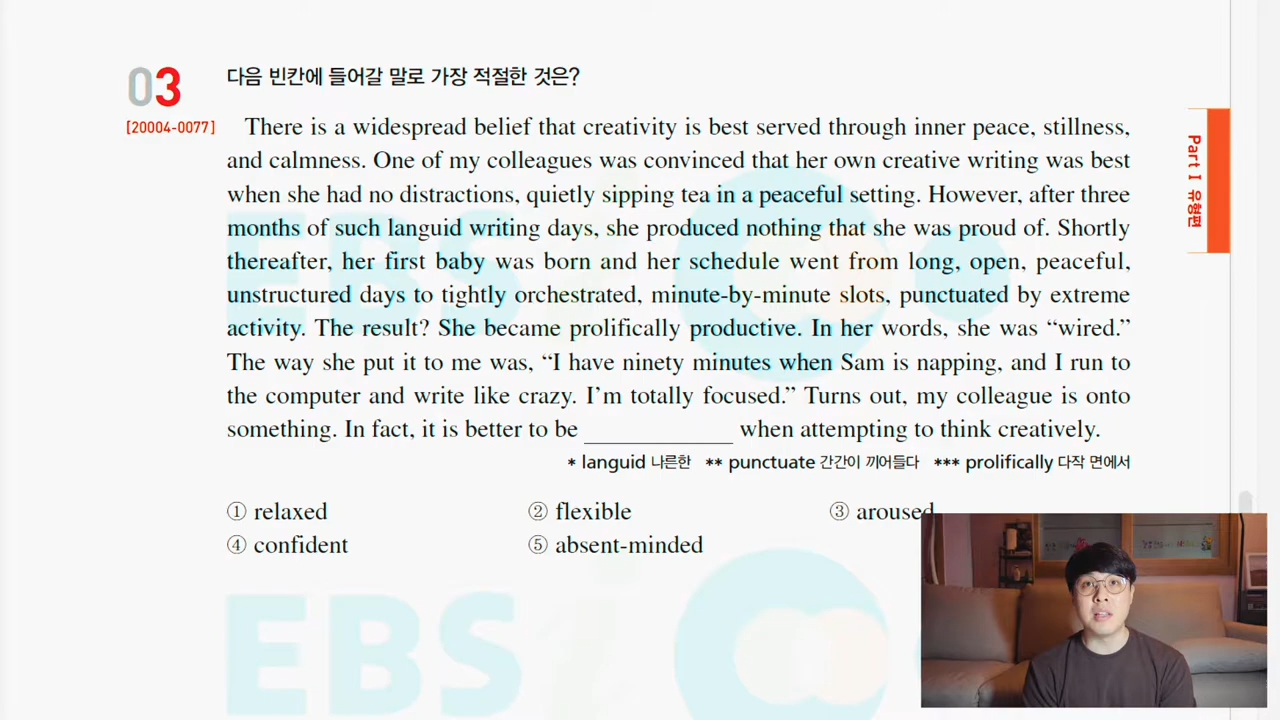 03
[20004-0077]
다음 빈칸에 들어갈 말로 가장 적절한 것은?
There is a widespread belief that creativity is best served through inner peace, stillness,
and calmness. One of my colleagues was convinced that her own creative writing was best
when she had no distractions, quietly sipping tea in a peaceful setting. However, after three
months of such languid writing days, she produced nothing that she was proud of. Shortly
thereafter, her first baby was born and her schedule went from long, open, peaceful,
unstructured days to tightly orchestrated, minute-by-minute slots, punctuated by extreme
activity. The result? She became prolifically productive. In her words, she was “wired.”
The way she put it to me was, “I have ninety minutes when Sam is napping, and I run to
the computer and write like crazy. I’m totally focused.” Turns out, my colleague is onto
something. In fact, it is better to be ____________ when attempting to think creatively.
* languid 나른한 ** punctuate 간간이 끼어들다 *** prolifically 다작 면에서
① relaxed ② flexible ③ aroused
④ confident ⑤ absent-minded
Part I 유형편
EBS
EBS